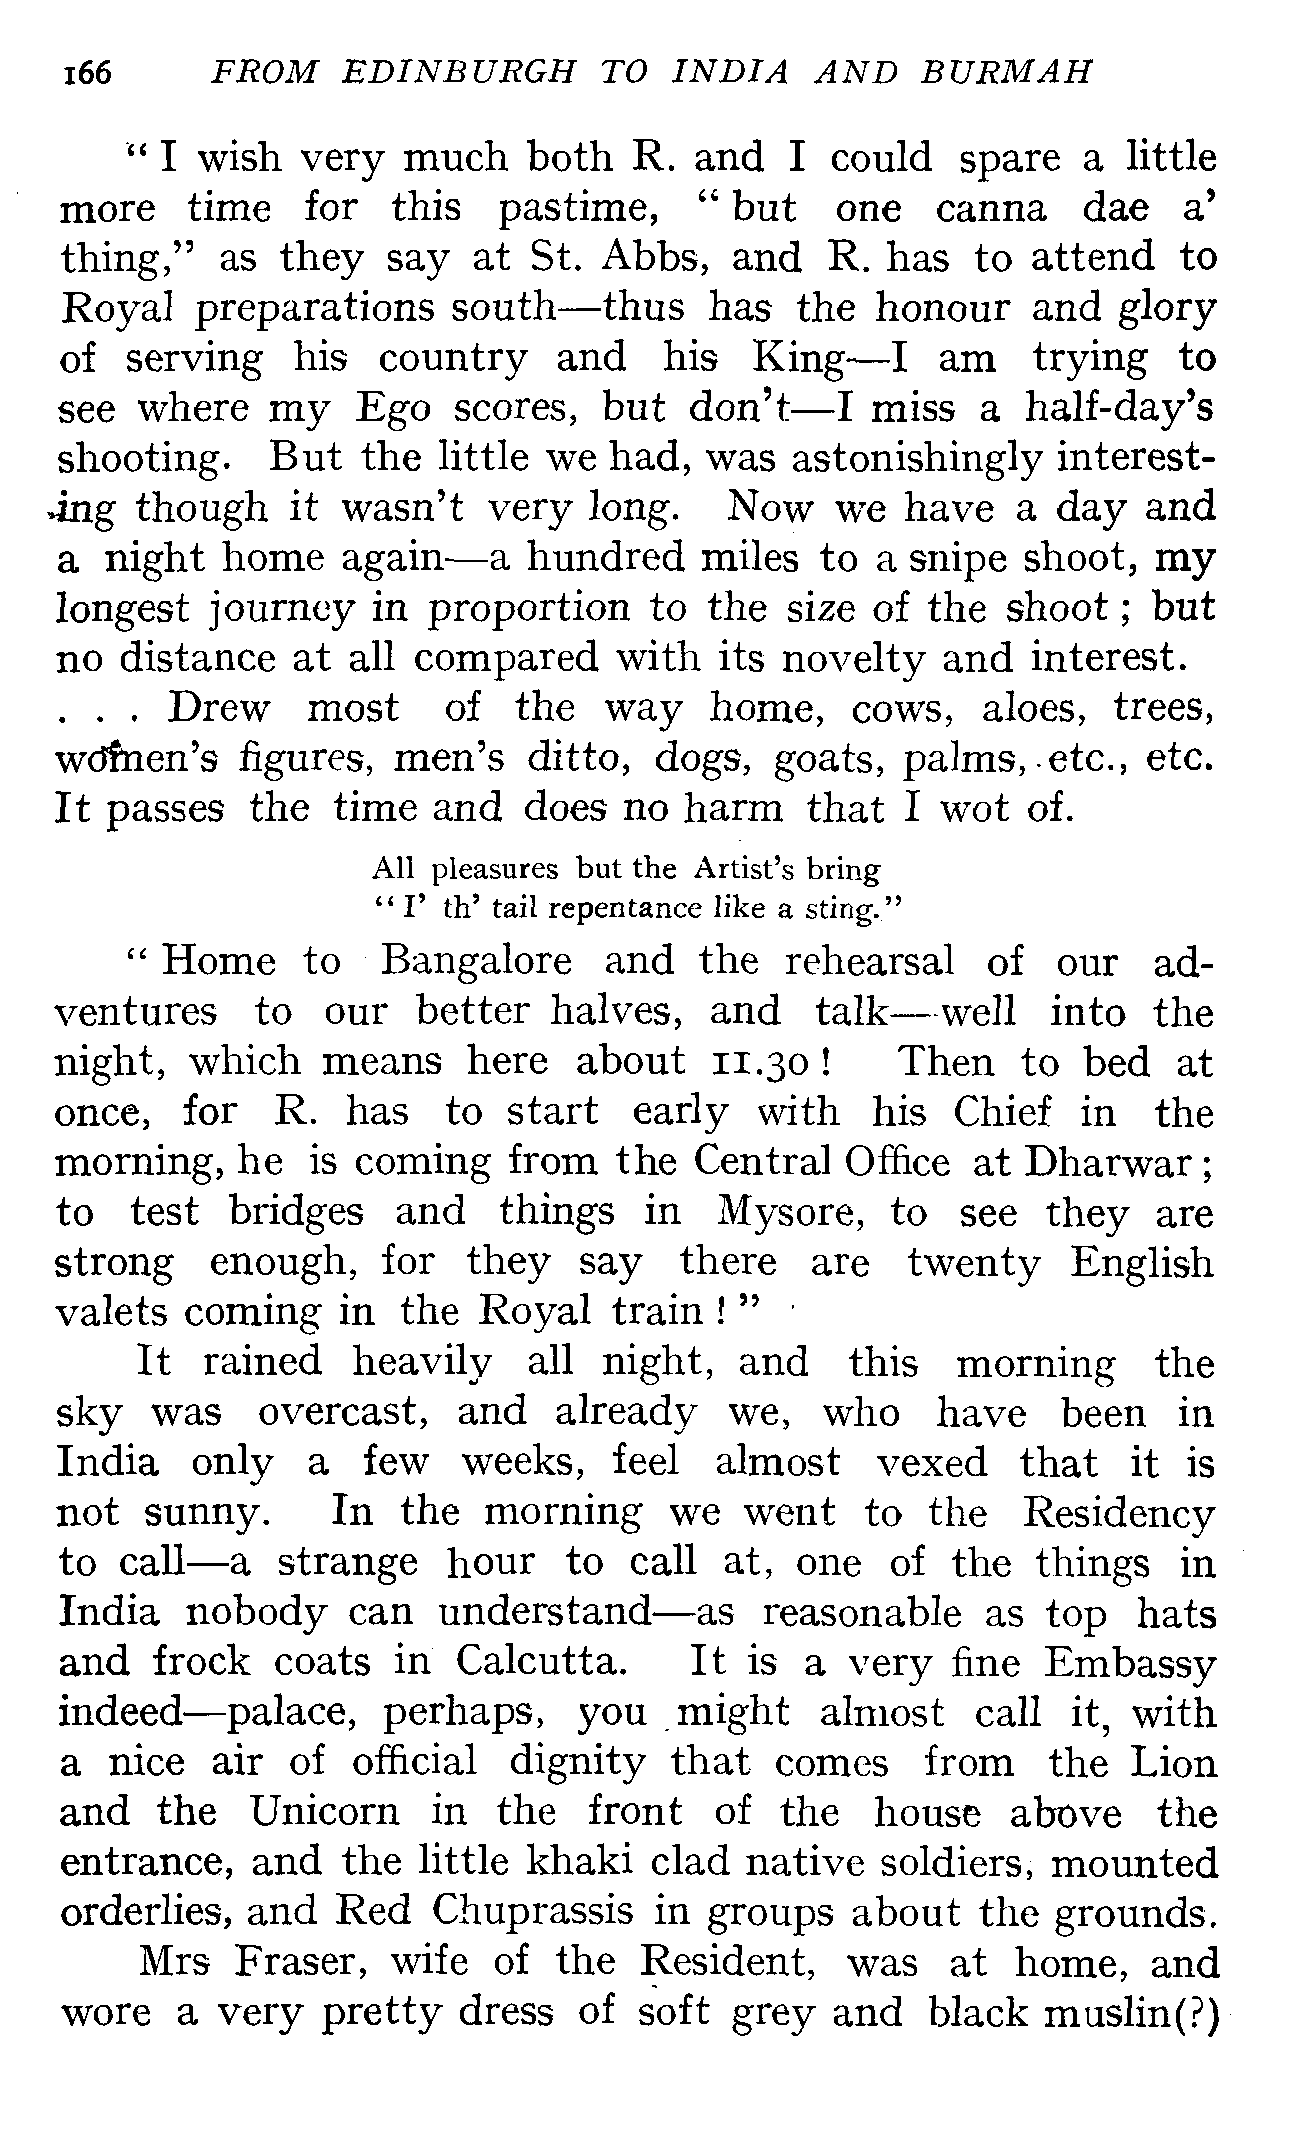 166 FROM EDINBURGH TO INDIA AND BURMAH
“ I wish very much both R. and I could spare a little
more time for this pastime, “ but one canna dae a’
thing,” as they say at St. Abbs, and R. has to attend to
Royal preparations south—thus has the honour and glory
of serving his country and his King—I am trying to
see where my Ego scores, but don’t—I miss a half-day’s
shooting. But the little we had, was astonishingly interest-
ing though it wasn’t very long. Now we have a day and
a night home again—a hundred miles to a snipe shoot, my
longest journey in proportion to the size of the shoot ; but
no distance at all compared with its novelty and interest.
. . . Drew most of the way home, cows, aloes, trees,
women’s figures, men’s ditto, dogs, goats, palms, etc., etc.
It passes the time and does no harm that I wot of.
All pleasures but the Artist’s bring
“ I’ th’ tail repentance like a sting.”
“ Home to Bangalore and the rehearsal of our ad-
ventures to our better halves, and talk—well into the
night, which means here about 11.30 ! Then to bed at
once, for R. has to start early with his Chief in the
morning, he is coming from the Central Office at Dharwar ;
to test bridges and things in Mysore, to see they are
strong enough, for they say there are twenty English
valets coming in the Royal train ! ”
It rained heavily all night, and this morning the
sky was overcast, and already we, who have been in
India only a few weeks, feel almost vexed that it is
not sunny. In the morning we went to the Residency
to call—a strange hour to call at, one of the things in
India nobody can understand—as reasonable as top hats
and frock coats in Calcutta. It is a very fine Embassy
indeed—palace, perhaps, you might almost call it, with
a nice air of official dignity that comes from the Lion
and the Unicorn in the front of the house above the
entrance, and the little khaki clad native soldiers, mounted
orderlies, and Red Chuprassis in groups about the grounds.
Mrs Fraser, wife of the Resident, was at home, and
wore a very pretty dress of soft grey and black muslin(?)